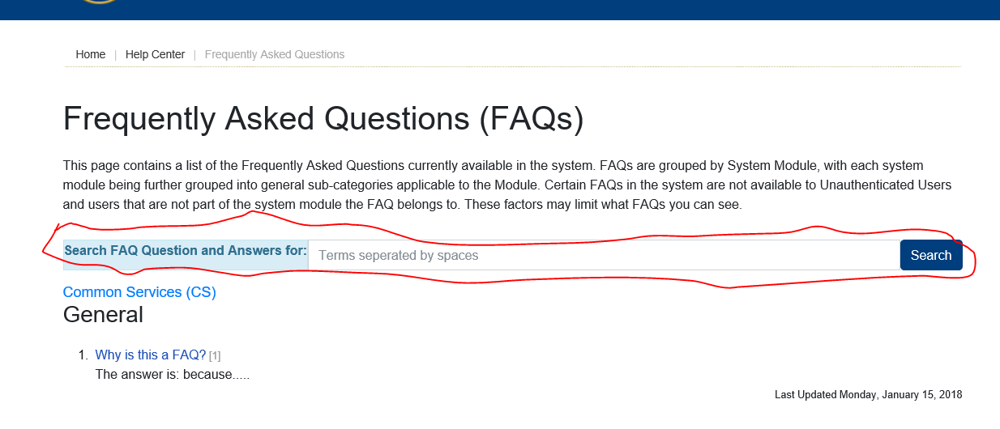 Home | Help Center | Frequently Asked Questions
Frequently Asked Questions (FAQs)
This page contains a list of the Frequently Asked Questions currently available in the system. FAQs are grouped by System Module, with each system
module being further grouped into general sub-categories applicable to the Module. Certain FAQs in the system are not available to Unauthenticated Users
and users that are not part of the system module the FAQ belongs to. These factors may limit what FAQs you can see.
Search FAQ Question and Answers for: Terms seperated by spaces Search
Common Services (CS)
General
1. Why is this a FAQ? [1]
The answer is: because.....
Last Updated Monday, January 15, 2018